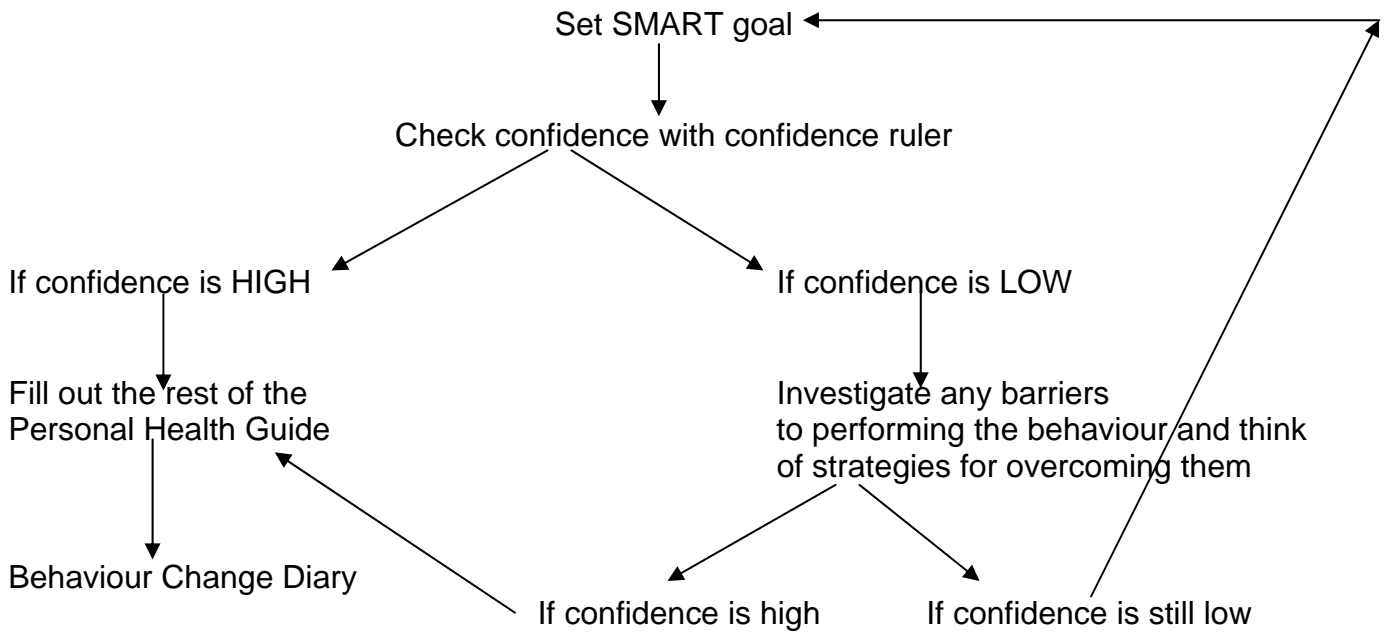 Set SMART goal
Check confidence with confidence ruler
If confidence is HIGH
If confidence is LOW
Fill out the rest of the
Personal Health Guide
Investigate any barriers
to performing the behaviour and think
of strategies for overcoming them
Behaviour Change Diary
If confidence is high
If confidence is still low